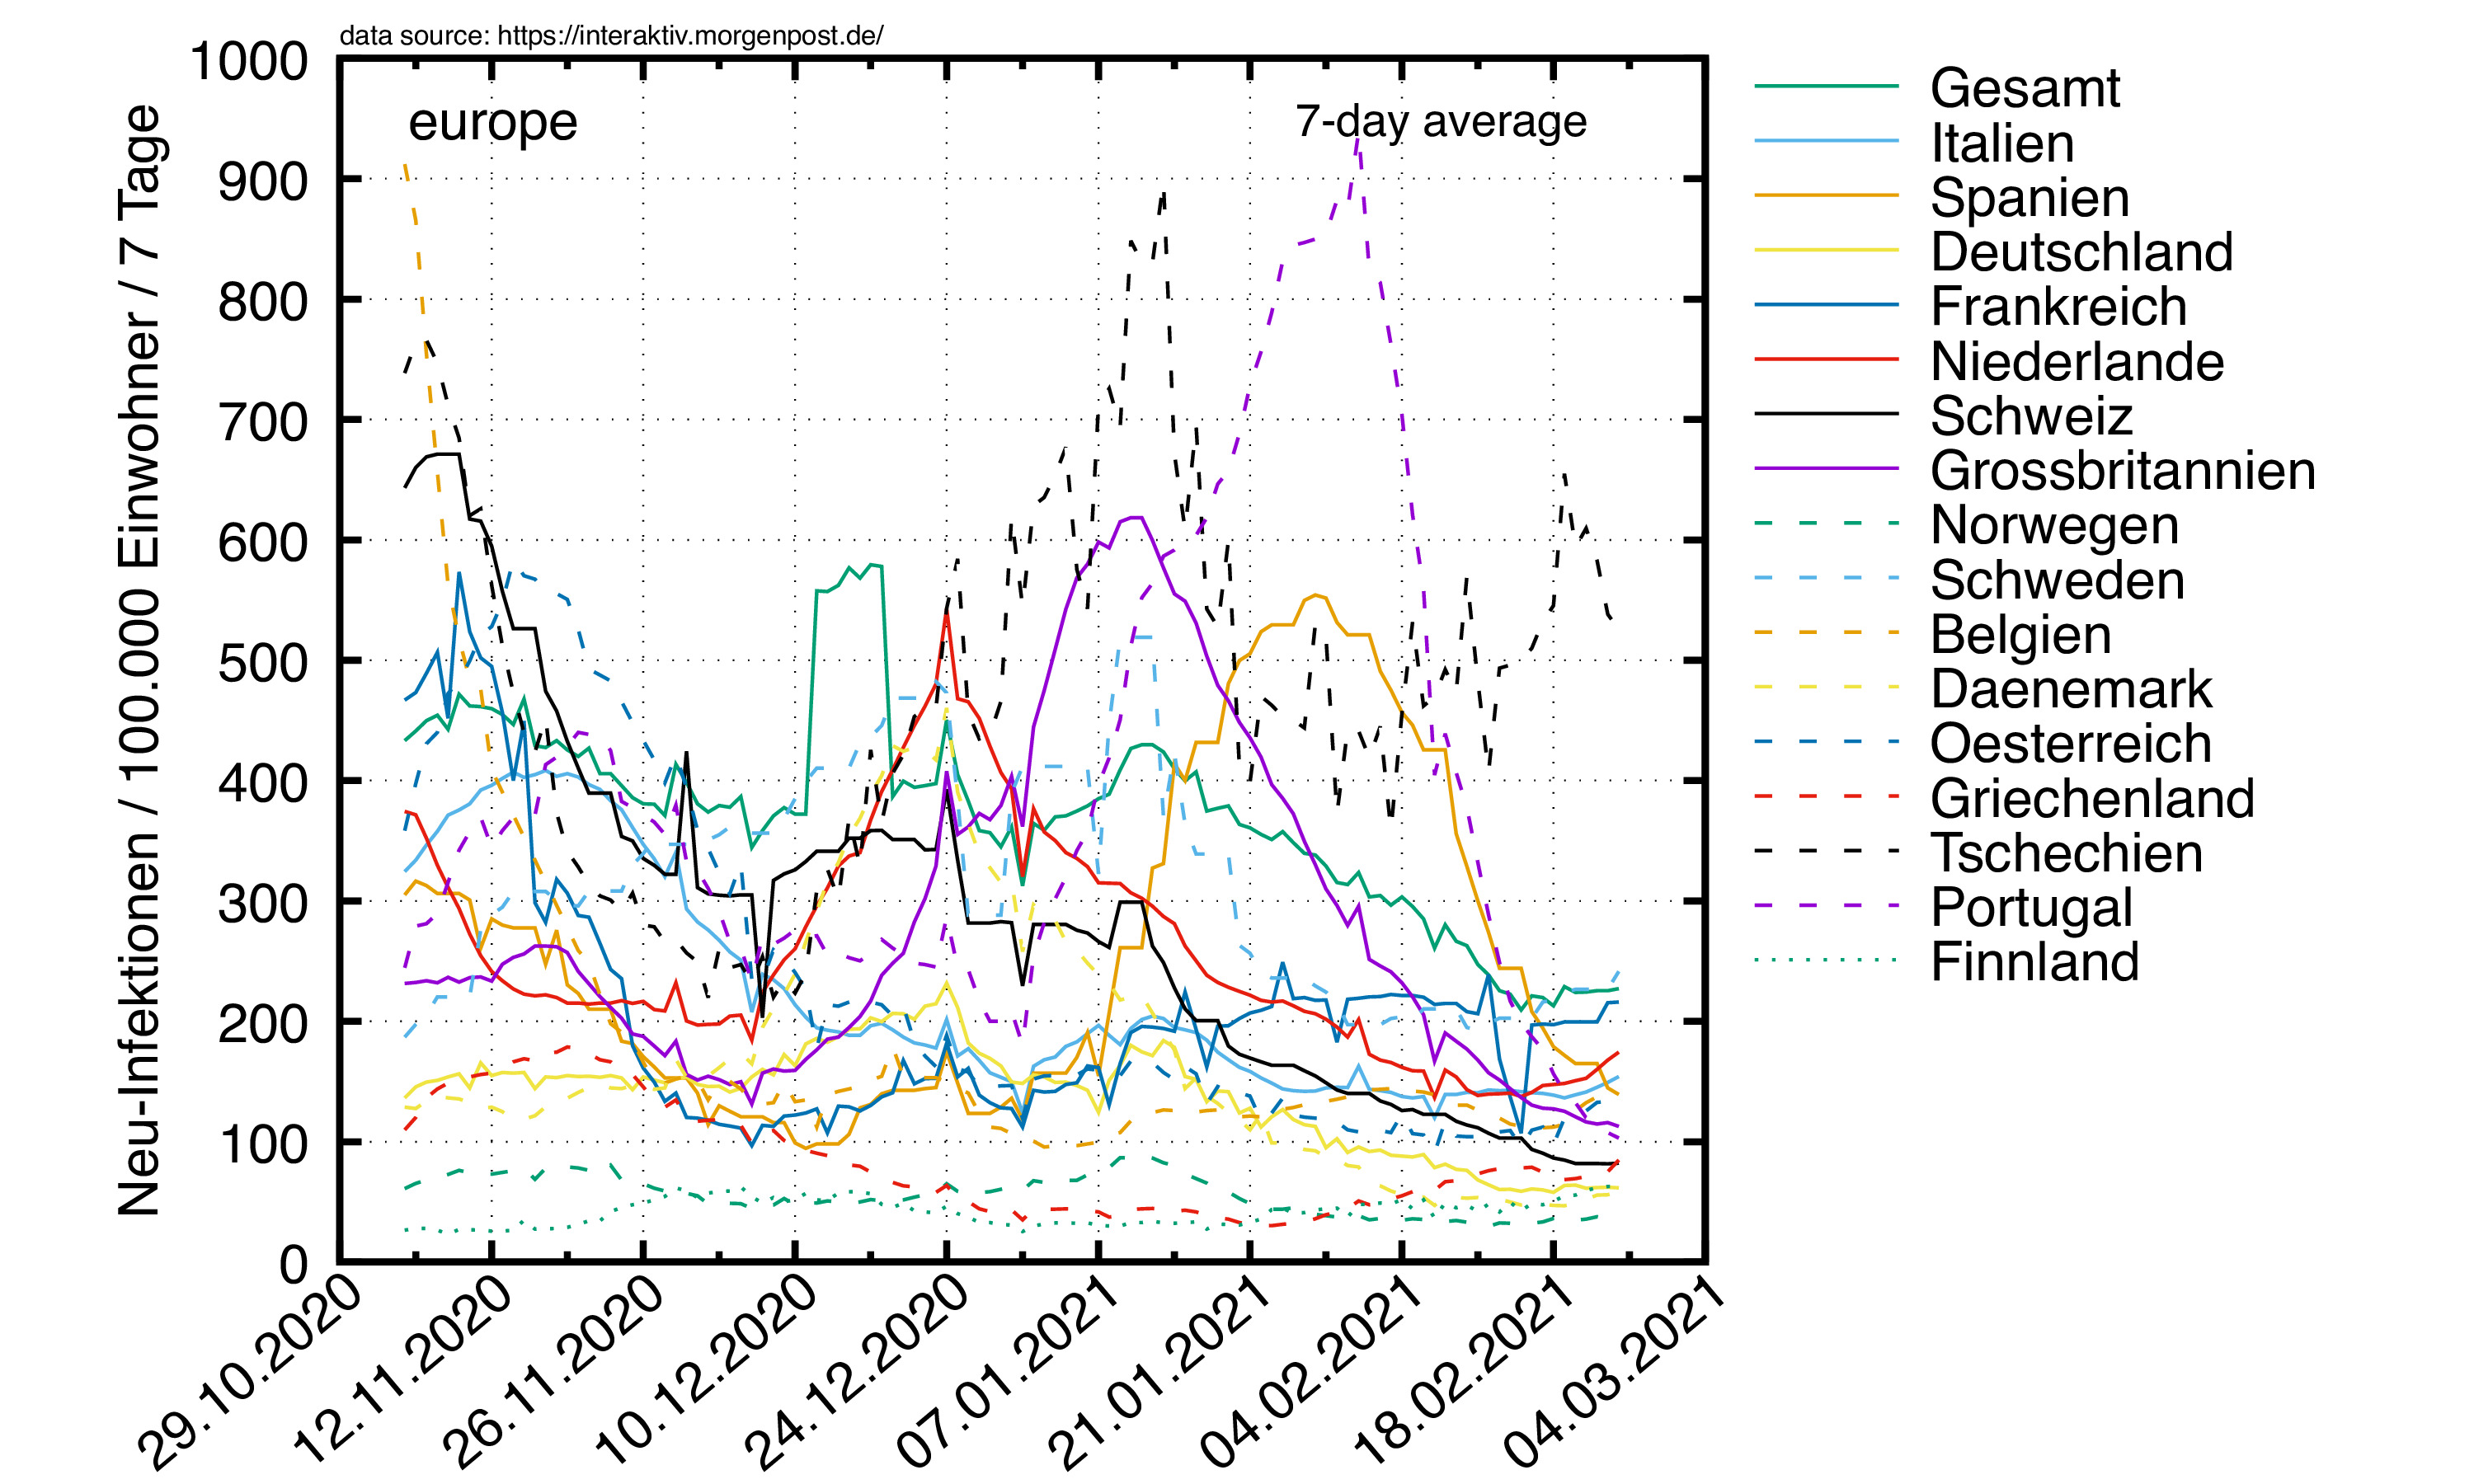 data source: https://interaktiv.morgenpost.de/
europe
7-day average
Neu-Infektionen / 100.000 Einwohner / 7 Tage
1000
900
800
700
600
500
400
300
200
100
0
29.10.2020
12.11.2020
26.11.2020
10.12.2020
24.12.2020
07.01.2021
21.01.2021
04.02.2021
18.02.2021
04.03.2021
Gesamt
Italien
Spanien
Deutschland
Frankreich
Niederlande
Schweiz
Grossbritannien
Norwegen
Schweden
Belgien
Daenemark
Oesterreich
Griechenland
Tschechien
Portugal
Finnland